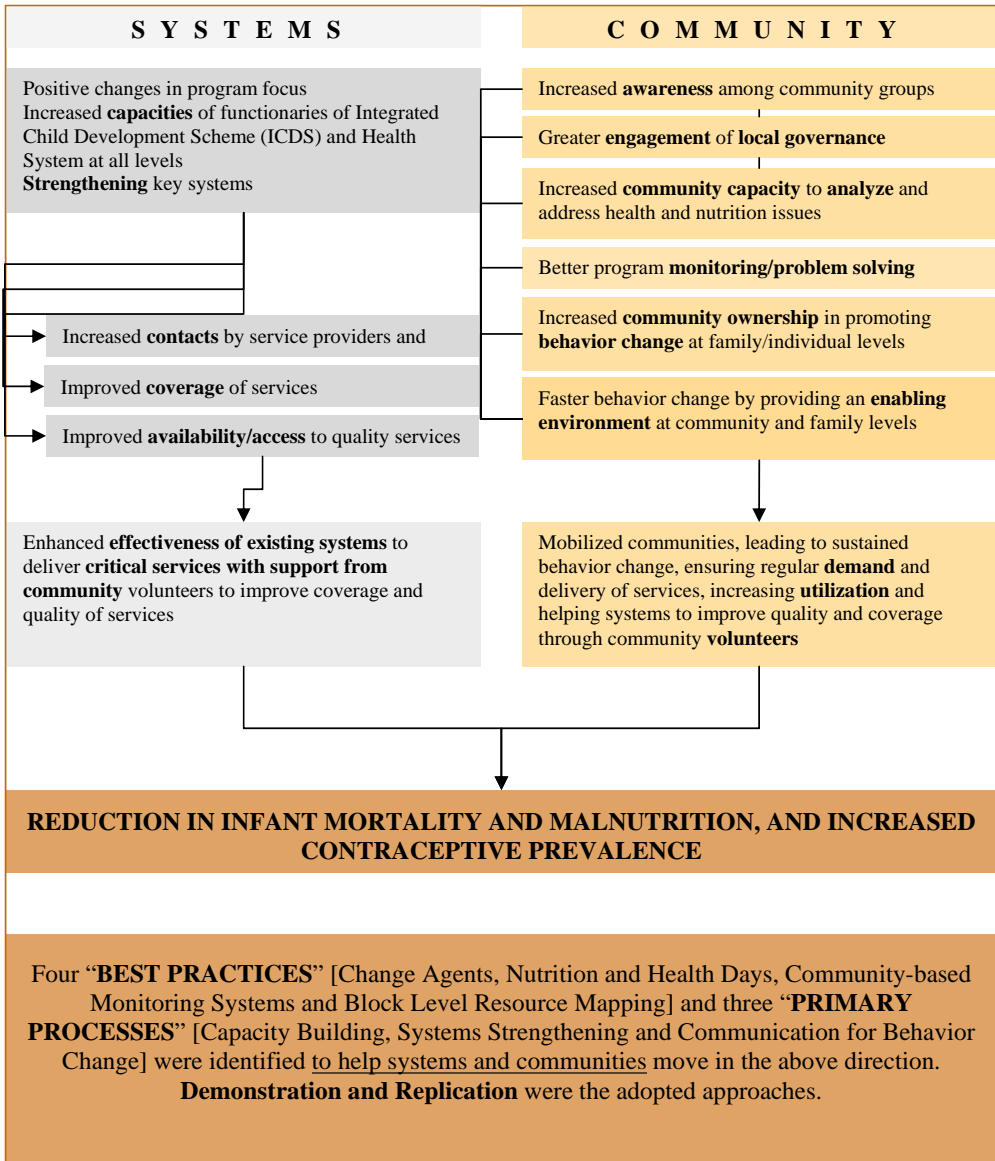 S Y S T E M S
Positive changes in program focus
Increased capacities of functionaries of Integrated
Child Development Scheme (ICDS) and Health
System at all levels
Strengthening key systems
Increased contacts by service providers and
Improved coverage of services
Improved availability/access to quality services
Enhanced effectiveness of existing systems to
deliver critical services with support from
community volunteers to improve coverage and
quality of services
C O M M U N I T Y
Increased awareness among community groups
Greater engagement of local governance
Increased community capacity to analyze and
address health and nutrition issues
Better program monitoring/problem solving
Increased community ownership in promoting
behavior change at family/individual levels
Faster behavior change by providing an enabling
environment at community and family levels
Mobilized communities, leading to sustained
behavior change, ensuring regular demand and
delivery of services, increasing utilization and
helping systems to improve quality and coverage
through community volunteers
REDUCTION IN INFANT MORTALITY AND MALNUTRITION, AND INCREASED
CONTRACEPTIVE PREVALENCE
Four “BEST PRACTICES” [Change Agents, Nutrition and Health Days, Community-based
Monitoring Systems and Block Level Resource Mapping] and three “PRIMARY
PROCESSES” [Capacity Building, Systems Strengthening and Communication for Behavior
Change] were identified to help systems and communities move in the above direction.
Demonstration and Replication were the adopted approaches.